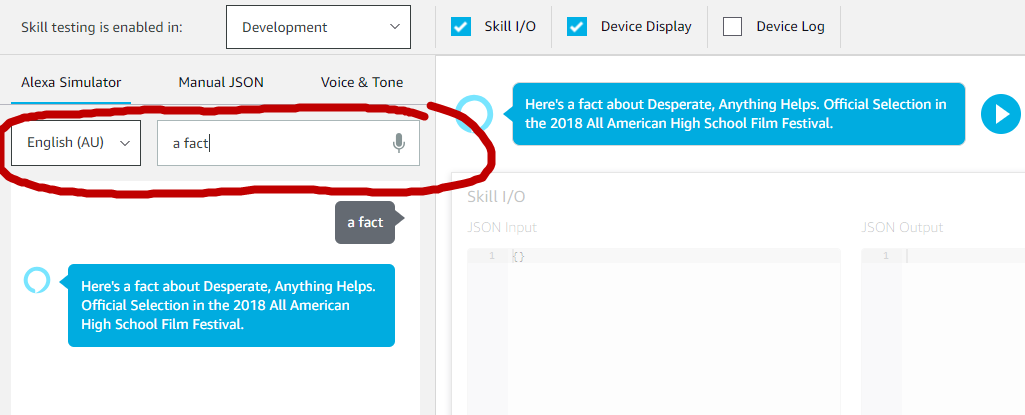 Skill testing is enabled in: Development Skill I/O Device Display Device Log
Alexa Simulator Manual JSON Voice & Tone
English (AU) a fact
a fact
Here's a fact about Desperate, Anything Helps.
Official Selection in the 2018 All American
High School Film Festival.
Here's a fact about Desperate, Anything Helps. Official Selection in
the 2018 All American High School Film Festival.
Skill I/O
JSON Input JSON Output
1 {} 1